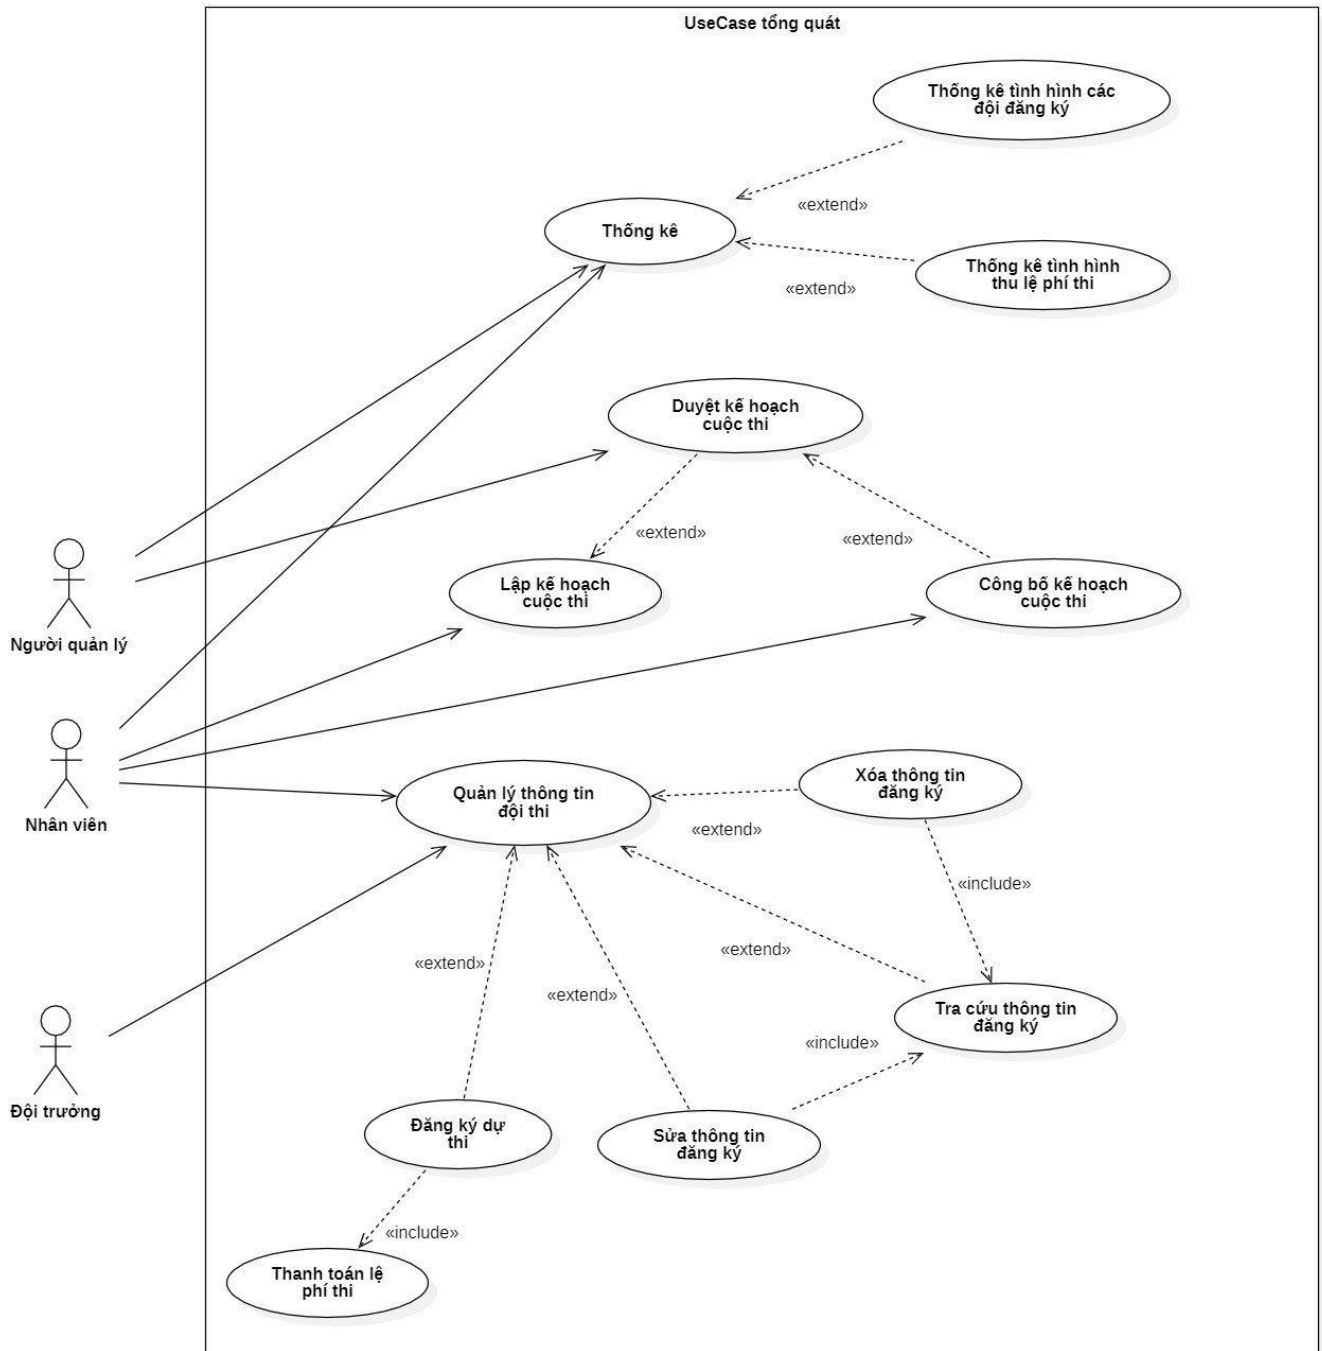 UseCase tổng quát
Thống kê tình hình các
đội đăng ký
«extend»
Thống kê
Thống kê tình hình
thu lệ phí thi
«extend»
Duyệt kế hoạch
cuộc thi
«extend»
«extend»
Lập kế hoạch
cuộc thi
Công bố kế hoạch
cuộc thi
Người quản lý
Nhân viên
Quản lý thông tin
đội thi
Xóa thông tin
đăng ký
«extend»
«include»
«extend»
«extend»
«extend»
Tra cứu thông tin
đăng ký
«include»
Đội trưởng
Đăng ký dự
thi
Sửa thông tin
đăng ký
«include»
Thanh toán lệ
phí thi